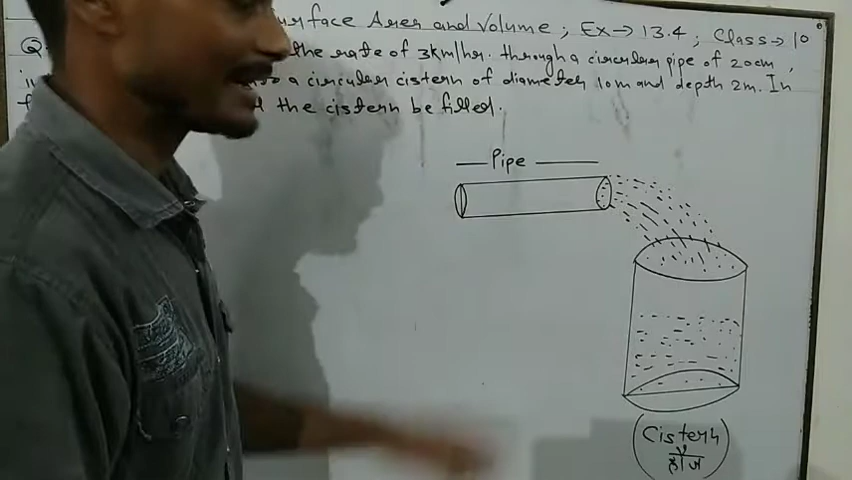 urface Area and Volume ; Ex→ 13.4 ; Class→ 10
Q the rate of 3km/hr. through a circular pipe of 20cm,
a circular cistern of diameter 10m and depth 2m. In
the cistern be filled.
Pipe
Cistern
हौज